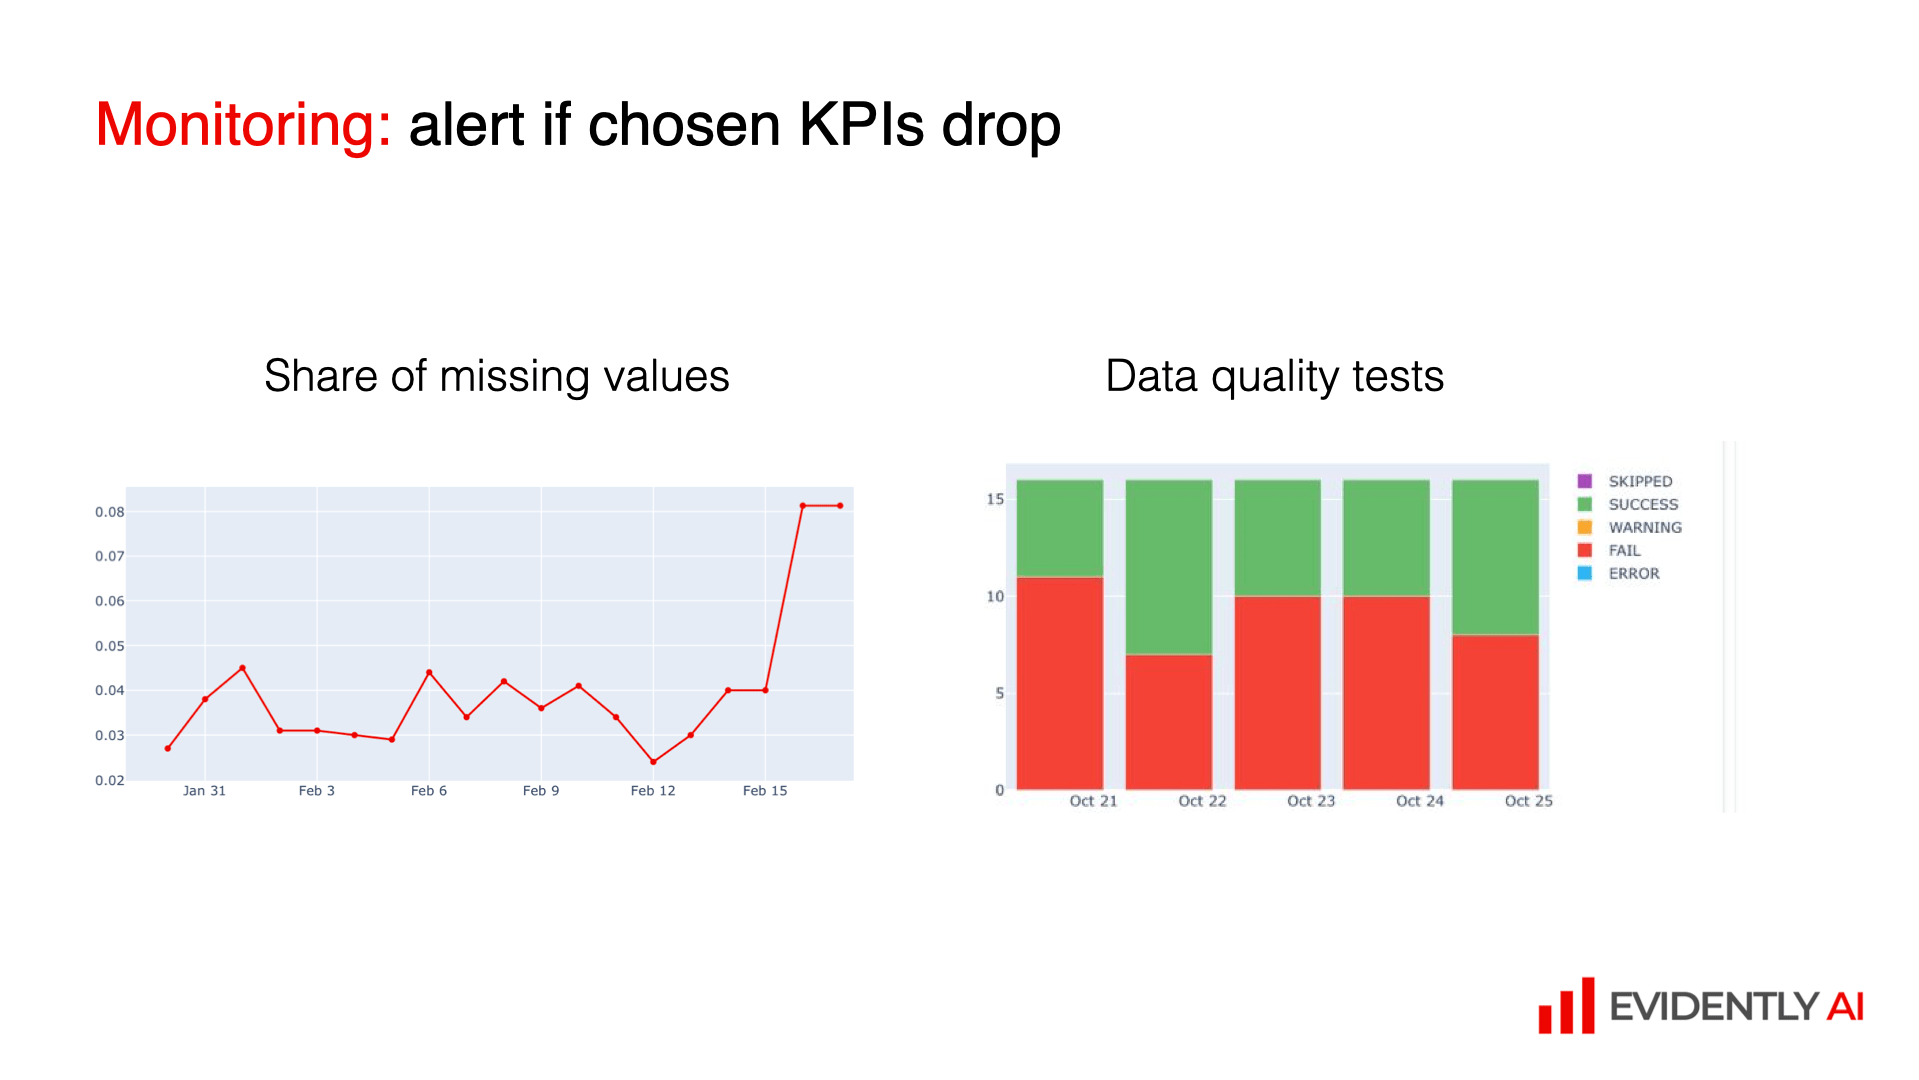 Monitoring: alert if chosen KPIs drop
Share of missing values
0.08
0.07
0.06
0.05
0.04
0.03
0.02
Jan 31 Feb 3 Feb 6 Feb 9 Feb 12 Feb 15
Data quality tests
15
10
5
0
Oct 21 Oct 22 Oct 23 Oct 24 Oct 25
SKIPPED
SUCCESS
WARNING
FAIL
ERROR
EVIDENTLY AI